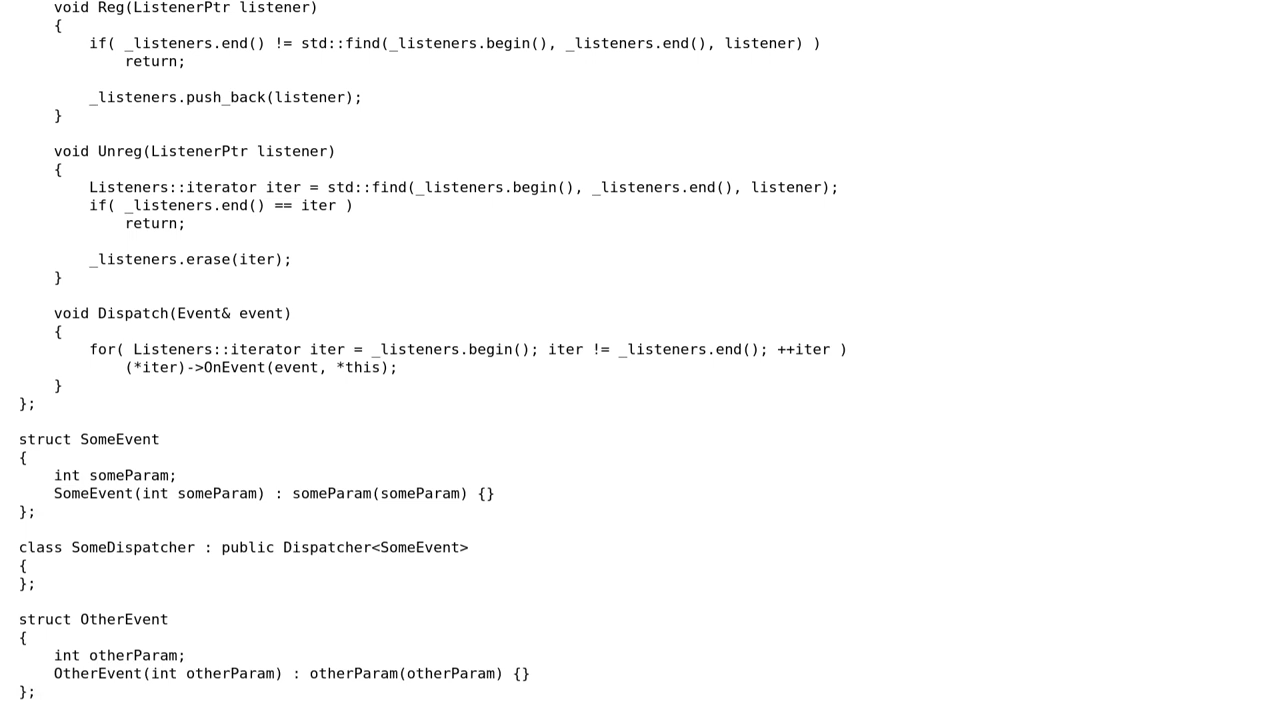 void Reg(ListenerPtr listener)
    {
        if( _listeners.end() != std::find(_listeners.begin(), _listeners.end(), listener) )
            return;

        _listeners.push_back(listener);
    }

    void Unreg(ListenerPtr listener)
    {
        Listeners::iterator iter = std::find(_listeners.begin(), _listeners.end(), listener);
        if( _listeners.end() == iter )
            return;

        _listeners.erase(iter);
    }

    void Dispatch(Event& event)
    {
        for( Listeners::iterator iter = _listeners.begin(); iter != _listeners.end(); ++iter )
            (*iter)->OnEvent(event, *this);
    }
};

struct SomeEvent
{
    int someParam;
    SomeEvent(int someParam) : someParam(someParam) {}
};

class SomeDispatcher : public Dispatcher<SomeEvent>
{
};

struct OtherEvent
{
    int otherParam;
    OtherEvent(int otherParam) : otherParam(otherParam) {}
};